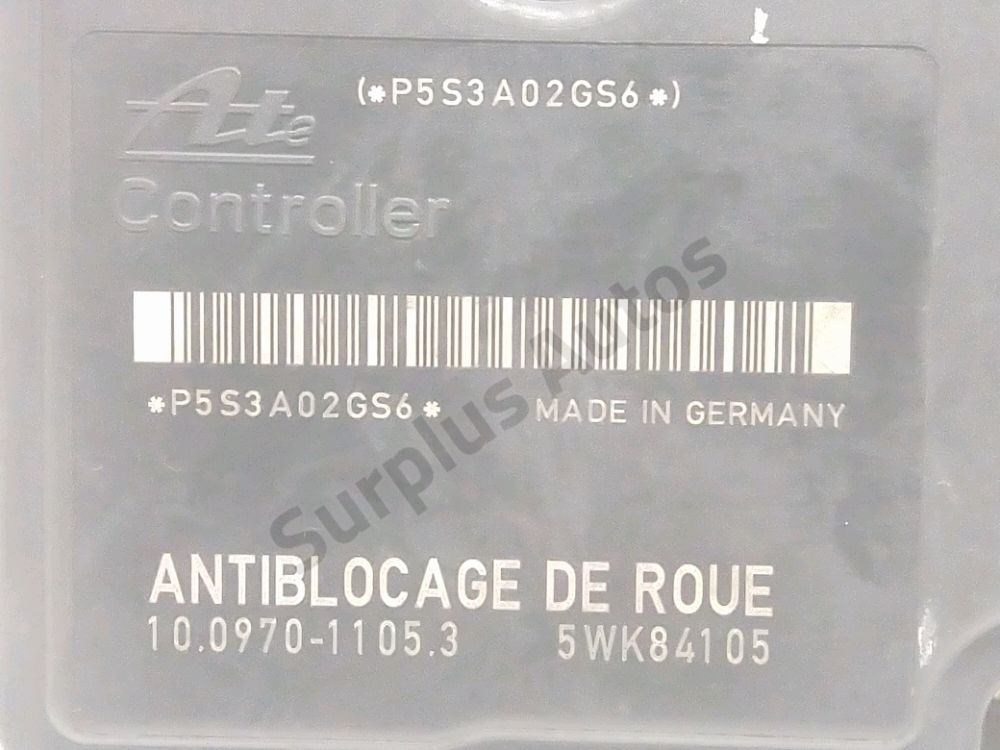 (*P5S3A02GS6*)
Ate
Controller
*P5S3A02GS6*
MADE IN GERMANY
Surplus Autos
ANTIBLOCAGE DE ROUE
10.0970-1105.3 5WK84105